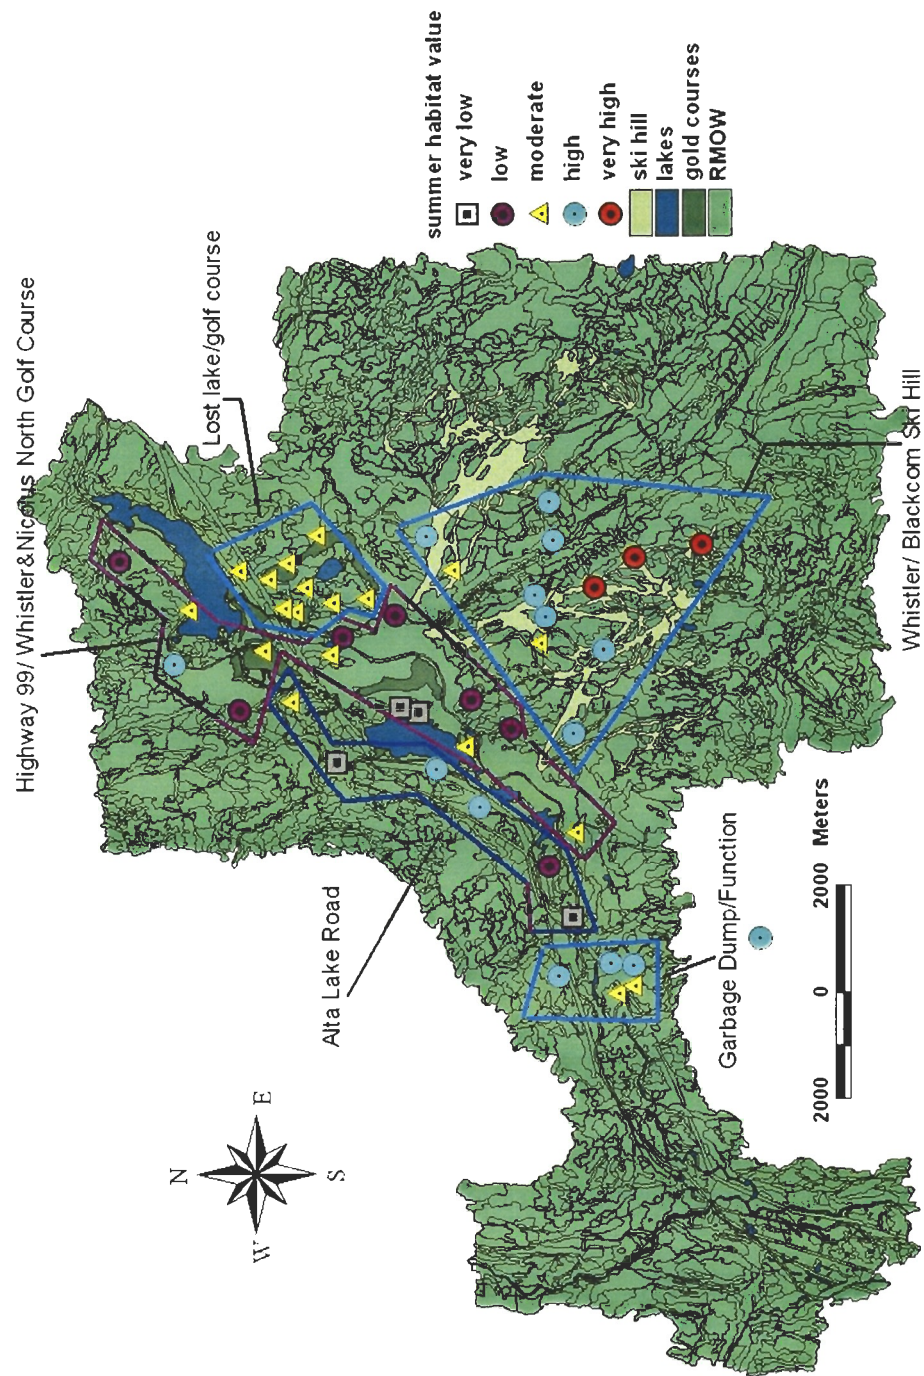 Highway 99/ Whistler&Nicolus North Golf Course
Lost lake/golf course
Alta Lake Road
N
W
E
S
summer habitat value
very low
low
moderate
high
very high
ski hill
lakes
gold courses
RMOW
Garbage Dump/Function
Whistler/ Blackcom Ski Hill
2000
0
2000 Meters